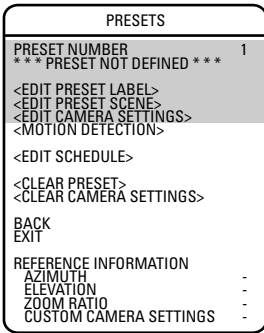 PRESETS
PRESET NUMBER 1
* * * PRESET NOT DEFINED * * *
<EDIT PRESET LABEL>
<EDIT PRESET SCENE>
<EDIT CAMERA SETTINGS>
<MOTION DETECTION>
<EDIT SCHEDULE>
<CLEAR PRESET>
<CLEAR CAMERA SETTINGS>
BACK
EXIT
REFERENCE INFORMATION
AZIMUTH -
ELEVATION -
ZOOM RATIO -
CUSTOM CAMERA SETTINGS -